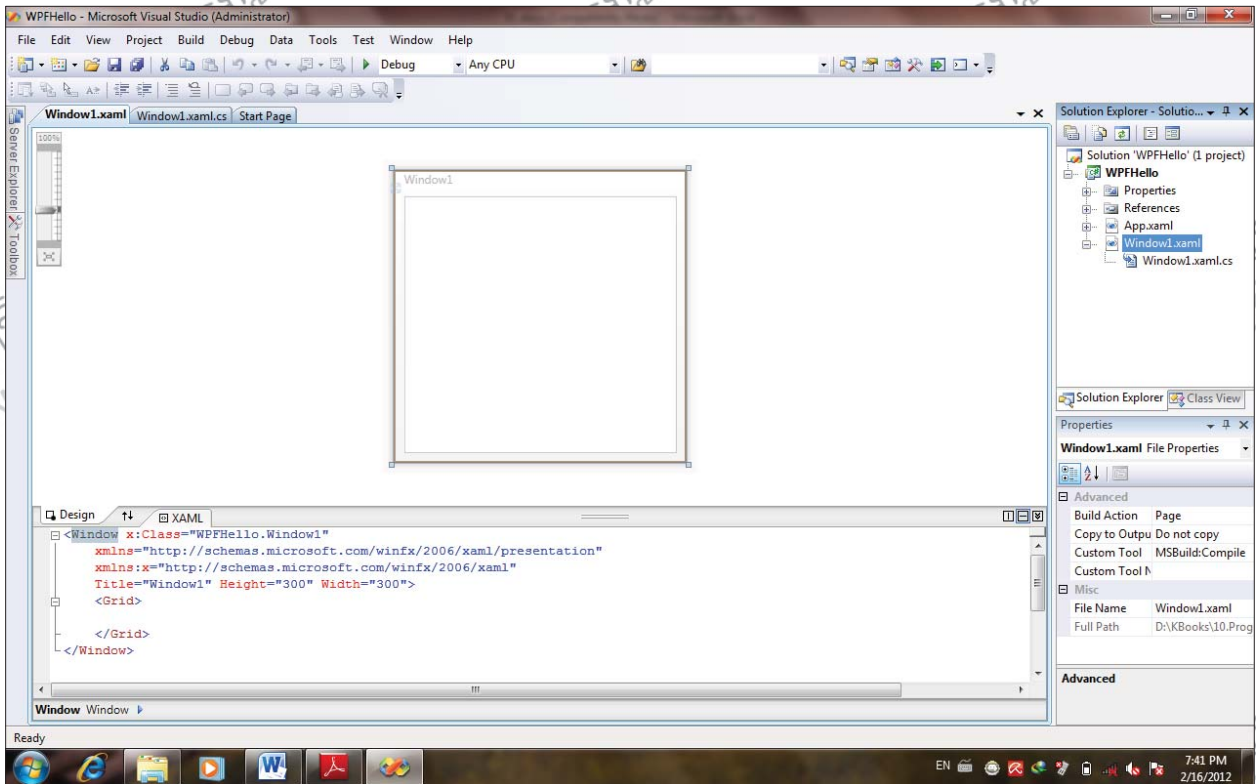 WPFHello - Microsoft Visual Studio (Administrator)
File Edit View Project Build Debug Data Tools Test Window Help
Debug Any CPU
Window1.xaml Window1.xaml.cs Start Page
Server Explorer
Toolbox
100%
Window1
Design XAML
<Window x:Class="WPFHello.Window1"
xmlns="http://schemas.microsoft.com/winfx/2006/xaml/presentation"
xmlns:x="http://schemas.microsoft.com/winfx/2006/xaml"
Title="Window1" Height="300" Width="300">
<Grid>
</Grid>
</Window>
Window Window
Solution Explorer - Solutio...
Solution 'WPFHello' (1 project)
WPFHello
Properties
References
App.xaml
Window1.xaml
Window1.xaml.cs
Solution Explorer Class View
Properties
Window1.xaml File Properties
Advanced
Build Action Page
Copy to Outpu Do not copy
Custom Tool MSBuild:Compile
Custom Tool N
Misc
File Name Window1.xaml
Full Path D:\KBooks\10.Prog
Advanced
Ready
EN
7:41 PM
2/16/2012